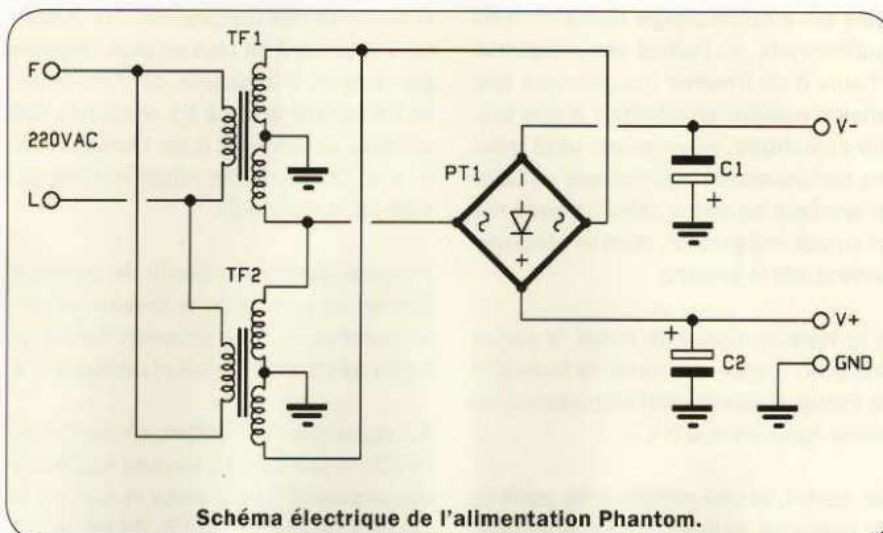 TF1
F
220VAC
L
TF2
PT1
V-
C1
+
+
V+
+
C2
GND
Schéma électrique de l'alimentation Phantom.